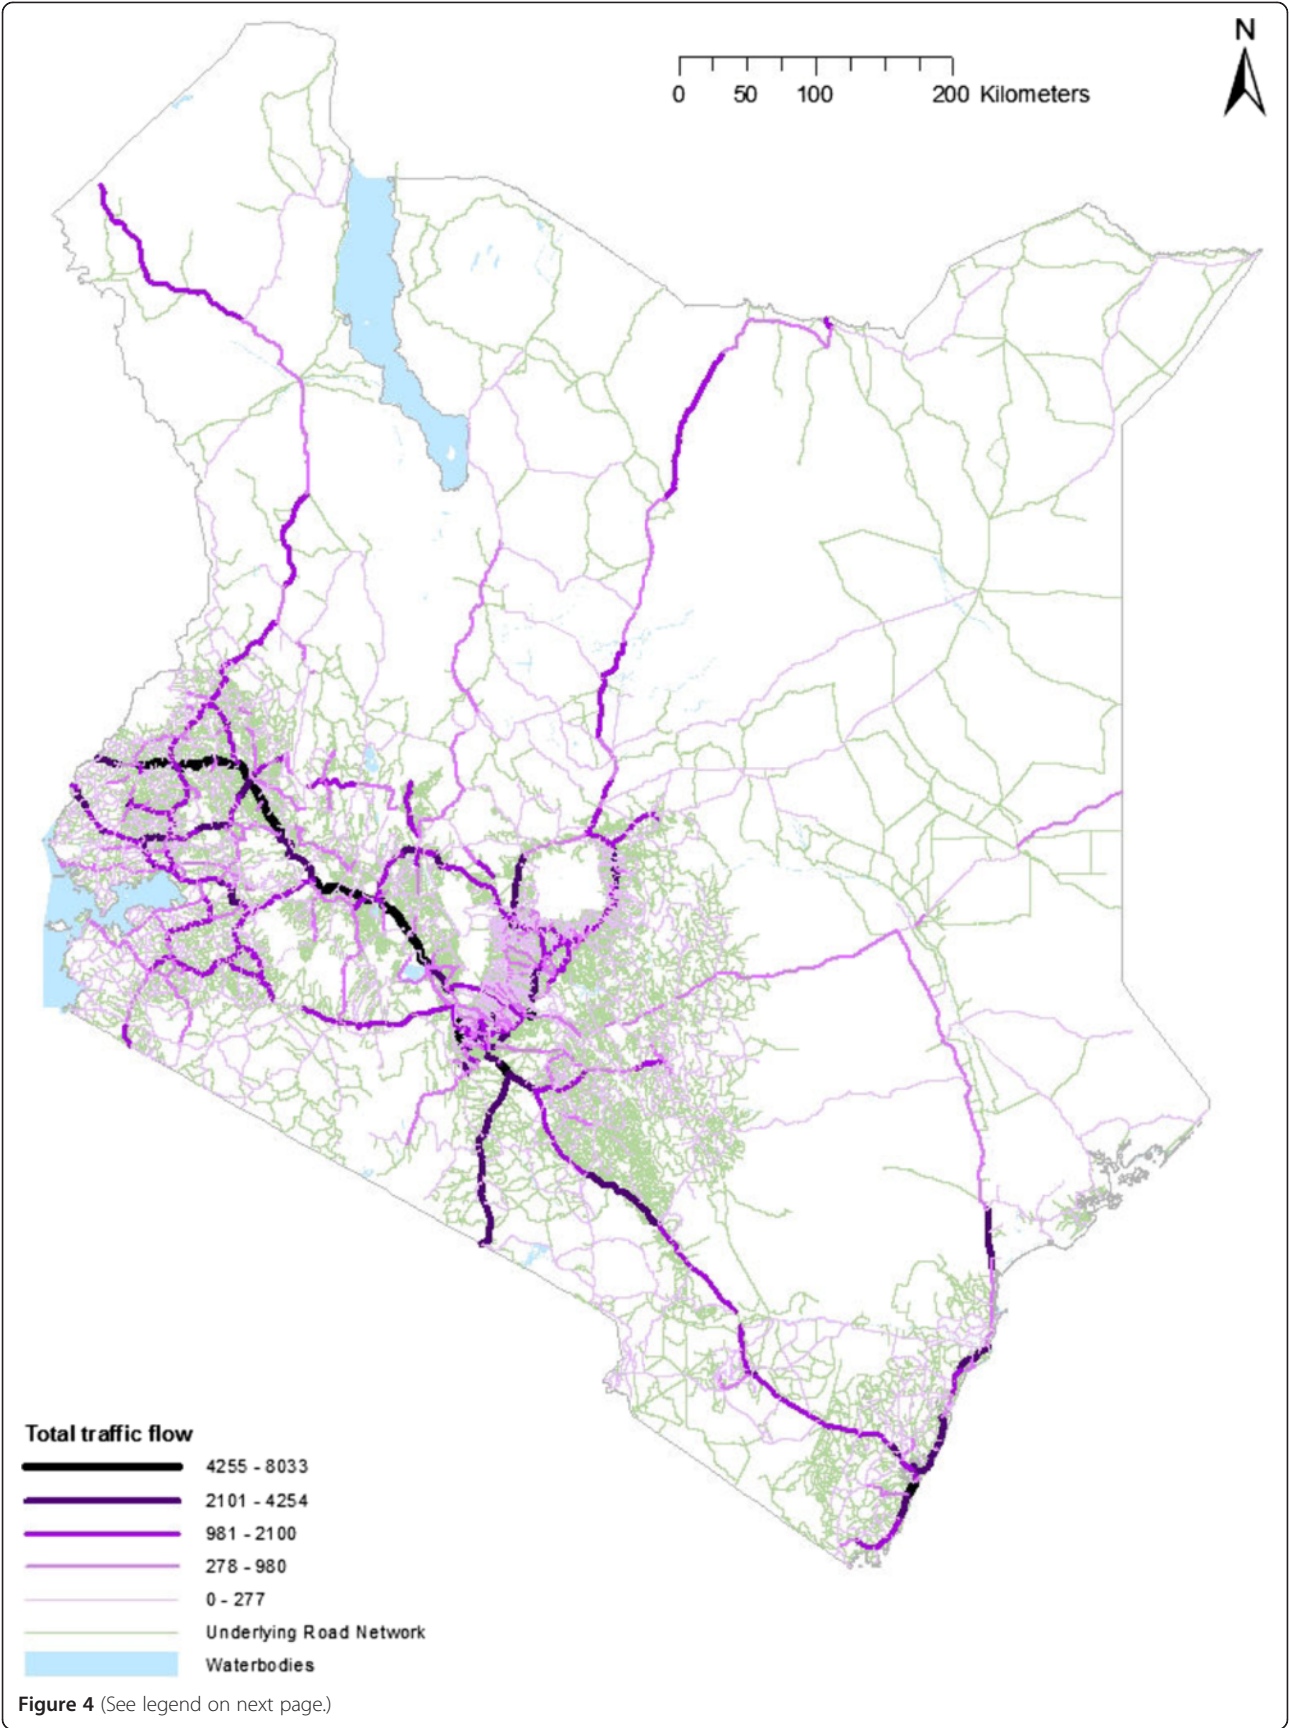 N
0 50 100 200 Kilometers
Total traffic flow
4255 - 8033
2101 - 4254
981 - 2100
278 - 980
0 - 277
Underlying Road Network
Waterbodies
Figure 4 (See legend on next page.)